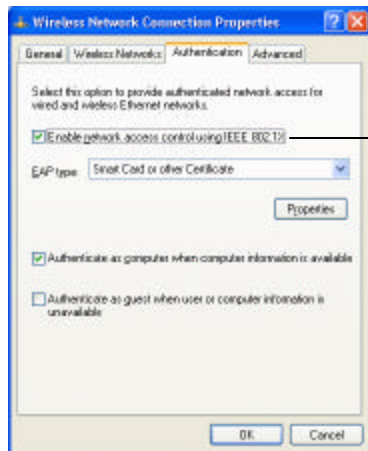 Wireless Network Connection Properties
General Wireless Networks Authentication Advanced
Select this option to provide authenticated network access for
wired and wireless Ethernet networks.
Enable network access control using IEEE 802.1X
EAP type: Smart Card or other Certificate
Properties
Authenticate as computer when computer information is available
Authenticate as guest when user or computer information is
unavailable
OK Cancel